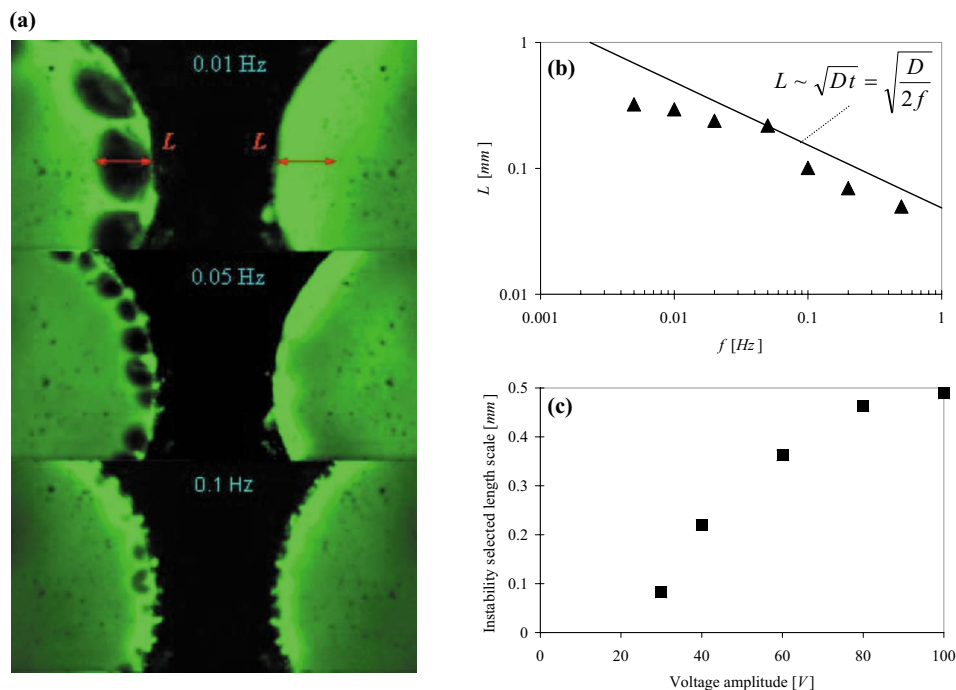 (a)
0.01 Hz
L
L
0.05 Hz
0.1 Hz
(b)
L ~ √Dt = √D/2f
1
0.1
0.01
L [mm]
0.001
0.01
0.1
1
f [Hz]
(c)
0.5
0.4
0.3
0.2
0.1
0
Instability selected length scale [mm]
0
20
40
60
80
100
Voltage amplitude [V]